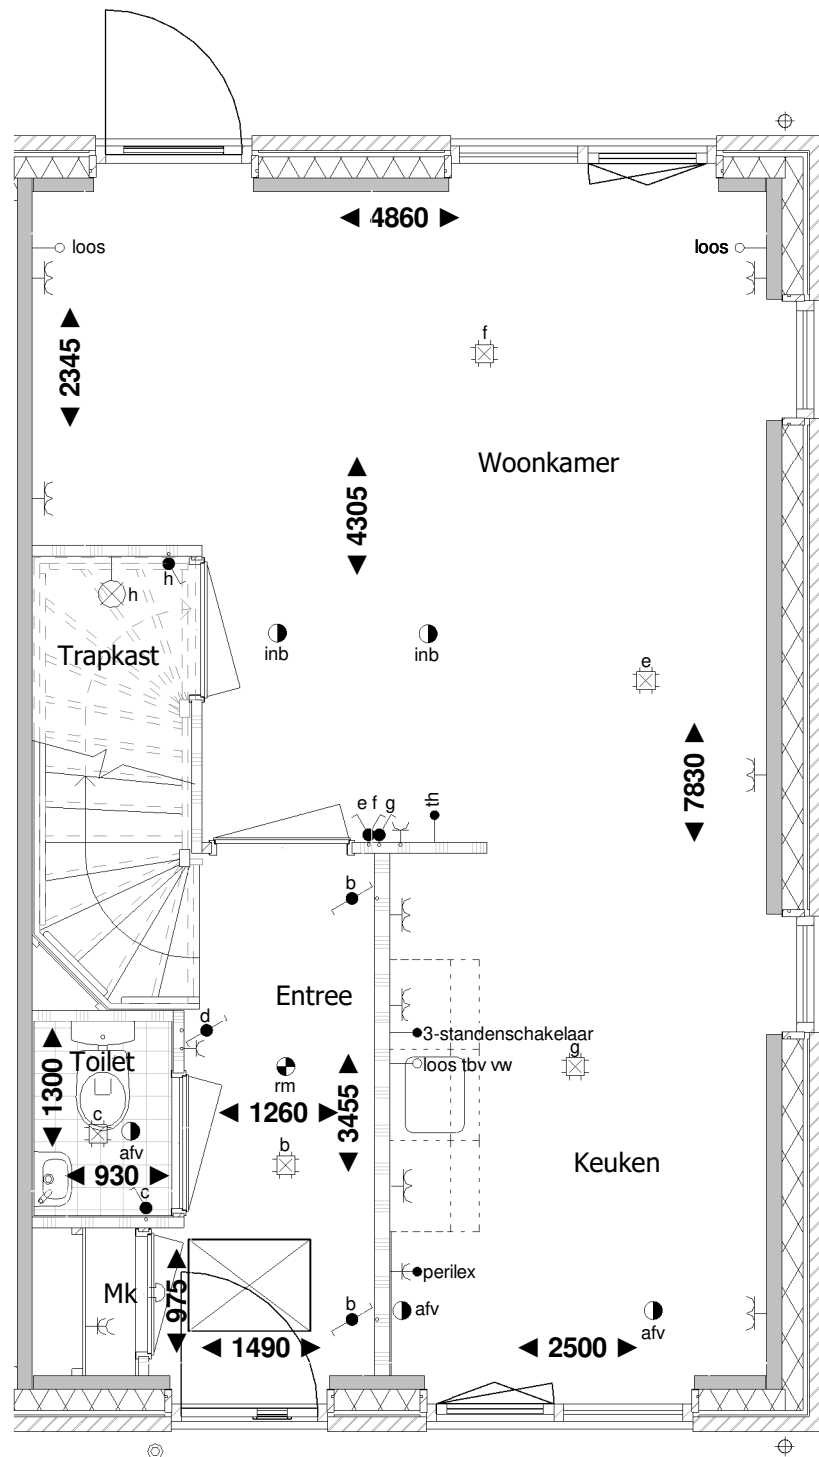 4860
loos
loos
2345
f
Woonkamer
4305
h
h
inb
inb
Trapkast
e
7830
e f g
th
b
Entree
d
3-standenschakelaar
loos tbv vw
g
Toilet
1300
rm
1260
3455
c
afv
b
930
c
Keuken
perilex
Mk
975
b
afv
afv
1490
2500